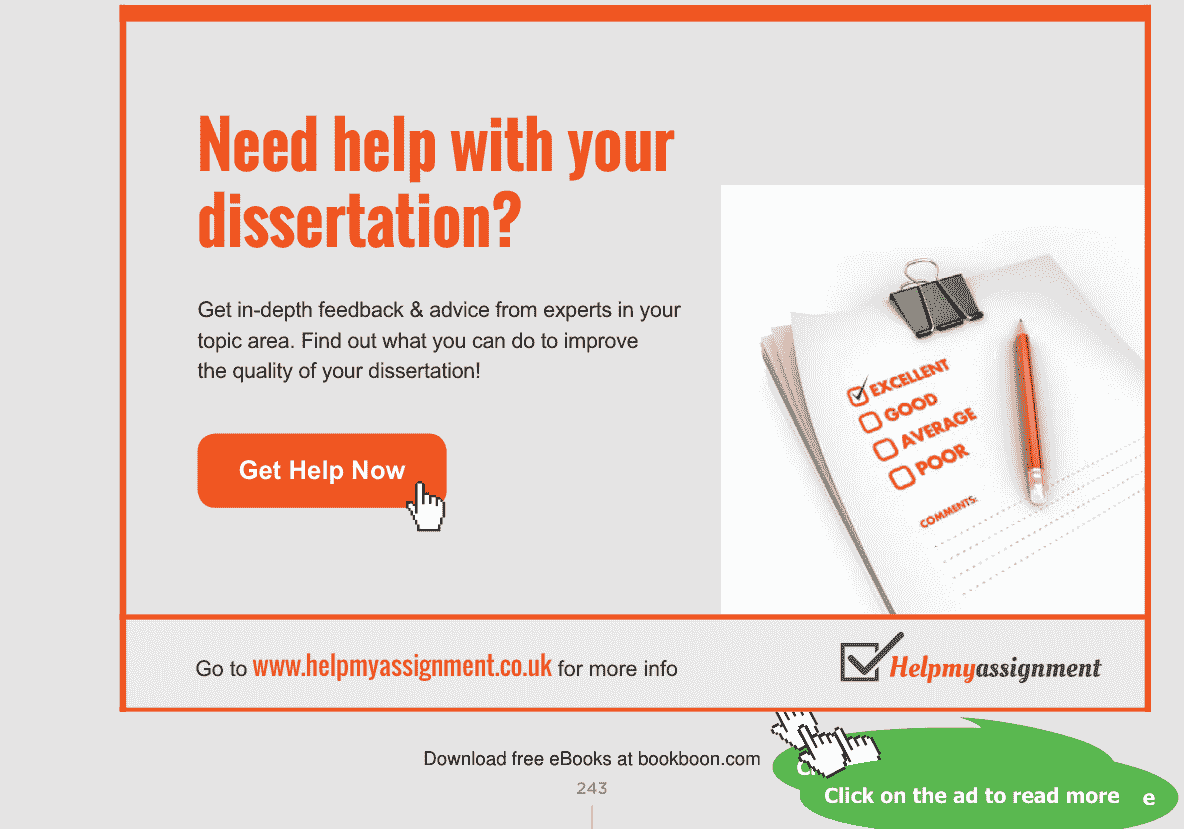 Need help with your
dissertation?
Get in-depth feedback & advice from experts in your
topic area. Find out what you can do to improve
the quality of your dissertation!
Get Help Now
EXCELLENT
GOOD
AVERAGE
POOR
COMMENTS:
Go to www.helpmyassignment.co.uk for more info
Helpmyassignment
Download free eBooks at bookboon.com
243
Click on the ad to read more
e